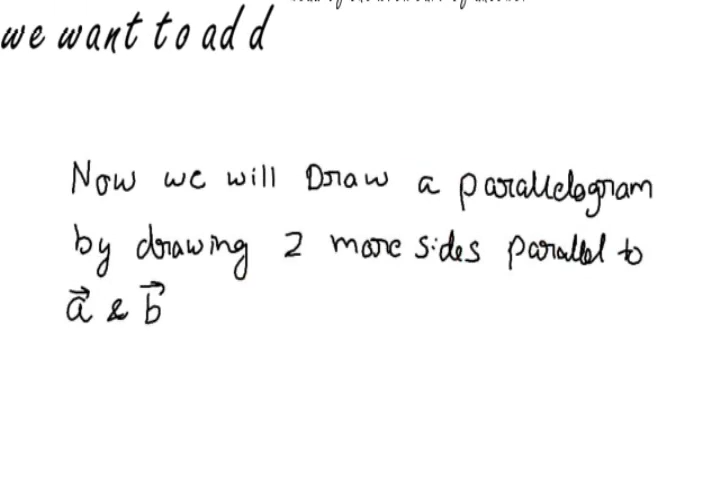 we want to add
Now we will Draw a parallelogram
by drawing 2 more sides parallel to
a⃗ & b⃗